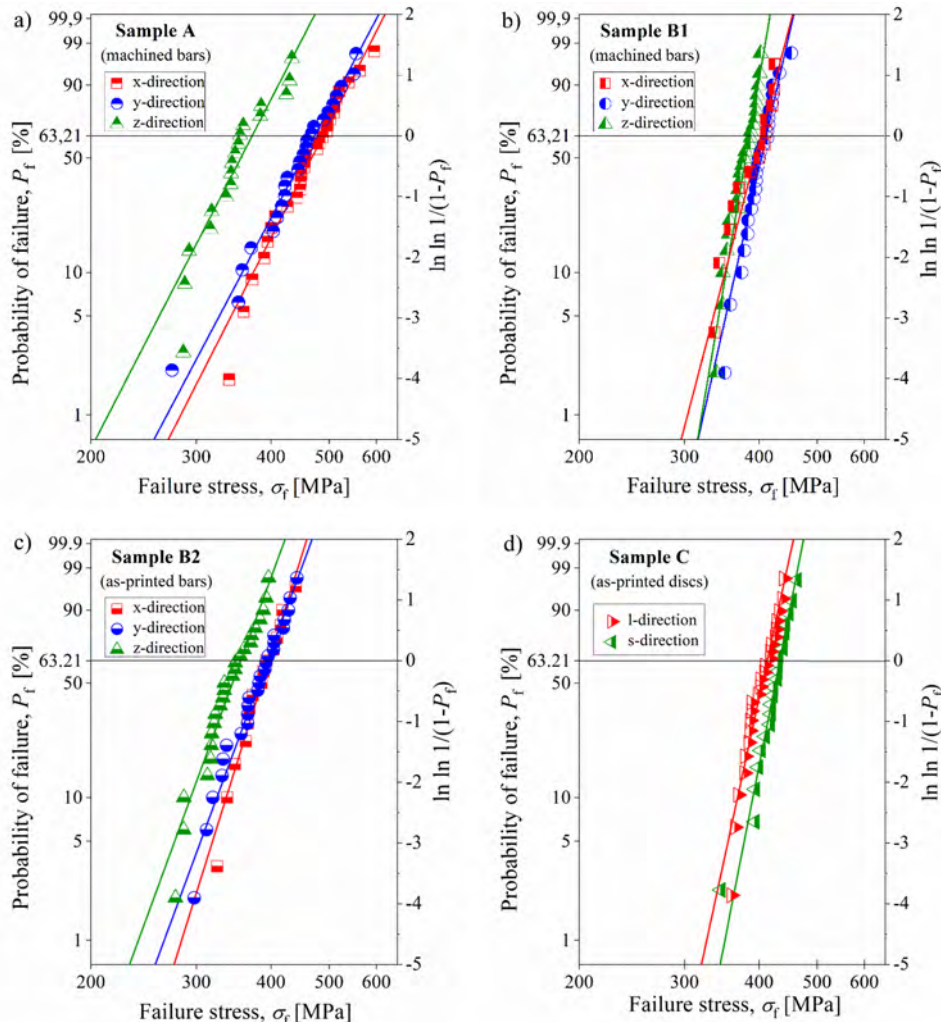 a)
Sample A
(machined bars)
x-direction
y-direction
z-direction
99,9
99
90
63,21
50
10
5
1
Probability of failure, Pf [%]
2
1
0
-1
-2
-3
-4
-5
ln ln 1/(1-Pf)
200 300 400 500 600
Failure stress, σf [MPa]
b)
Sample B1
(machined bars)
x-direction
y-direction
z-direction
99,9
99
90
63,21
50
10
5
1
Probability of failure, Pf [%]
2
1
0
-1
-2
-3
-4
-5
ln ln 1/(1-Pf)
200 300 400 500 600
Failure stress, σf [MPa]
c)
Sample B2
(as-printed bars)
x-direction
y-direction
z-direction
99,9
99
90
63,21
50
10
5
1
Probability of failure, Pf [%]
2
1
0
-1
-2
-3
-4
-5
ln ln 1/(1-Pf)
200 300 400 500 600
Failure stress, σf [MPa]
d)
Sample C
(as-printed discs)
l-direction
s-direction
99,9
99
90
63,21
50
10
5
1
Probability of failure, Pf [%]
2
1
0
-1
-2
-3
-4
-5
ln ln 1/(1-Pf)
200 300 400 500 600
Failure stress, σf [MPa]